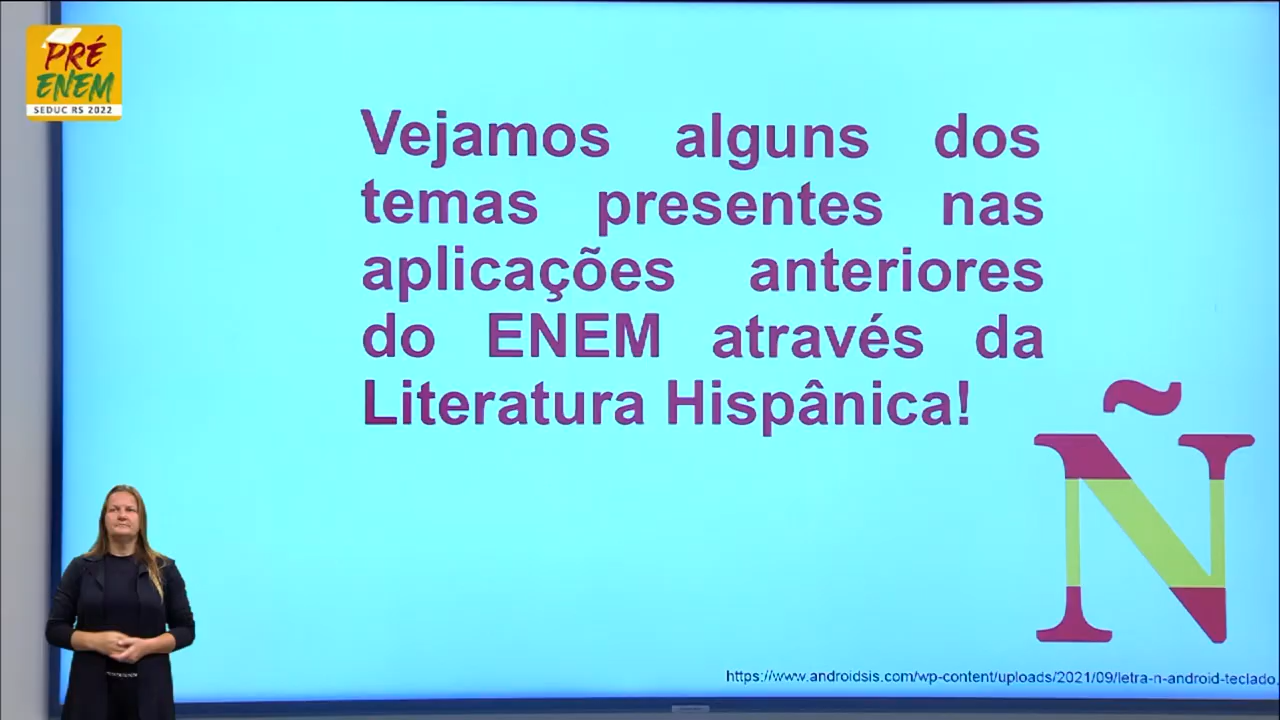 PRÉ
ENEM
SEDUC RS 2022
Vejamos alguns dos
temas presentes nas
aplicações anteriores
do ENEM através da
Literatura Hispânica!
Ñ
https://www.androidsis.com/wp-content/uploads/2021/09/letra-n-android-teclado.